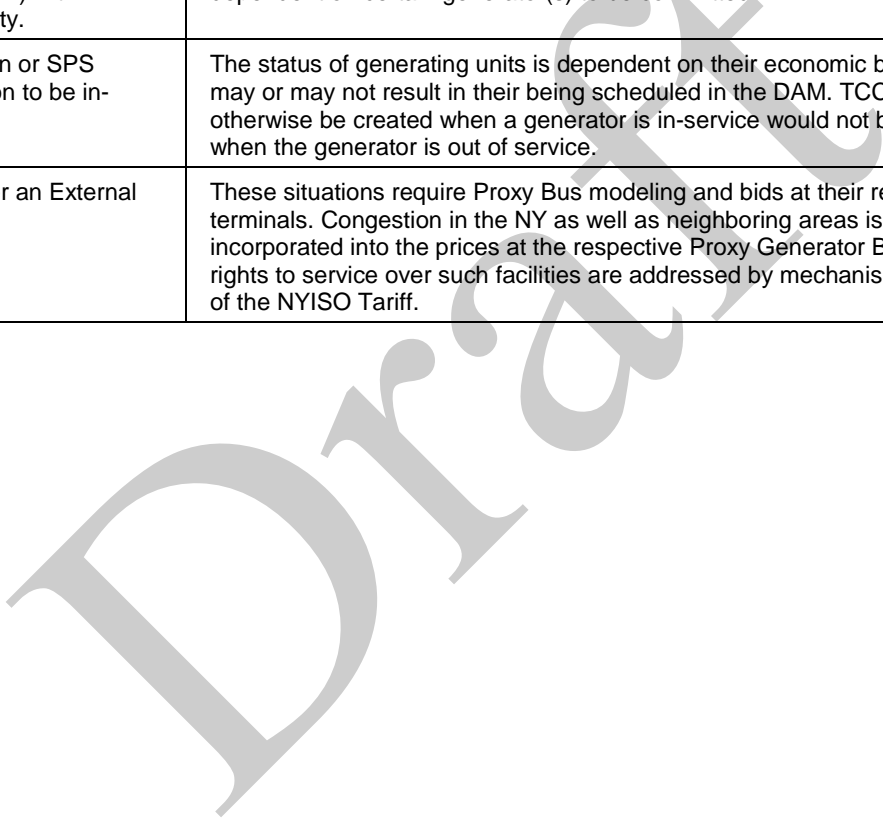 ty.
n or SPS
on to be in-
The status of generating units is dependent on their economic b
may or may not result in their being scheduled in the DAM. TCC
otherwise be created when a generator is in-service would not b
when the generator is out of service.
r an External
These situations require Proxy Bus modeling and bids at their re
terminals. Congestion in the NY as well as neighboring areas is
incorporated into the prices at the respective Proxy Generator B
rights to service over such facilities are addressed by mechanis
of the NYISO Tariff.
Draft